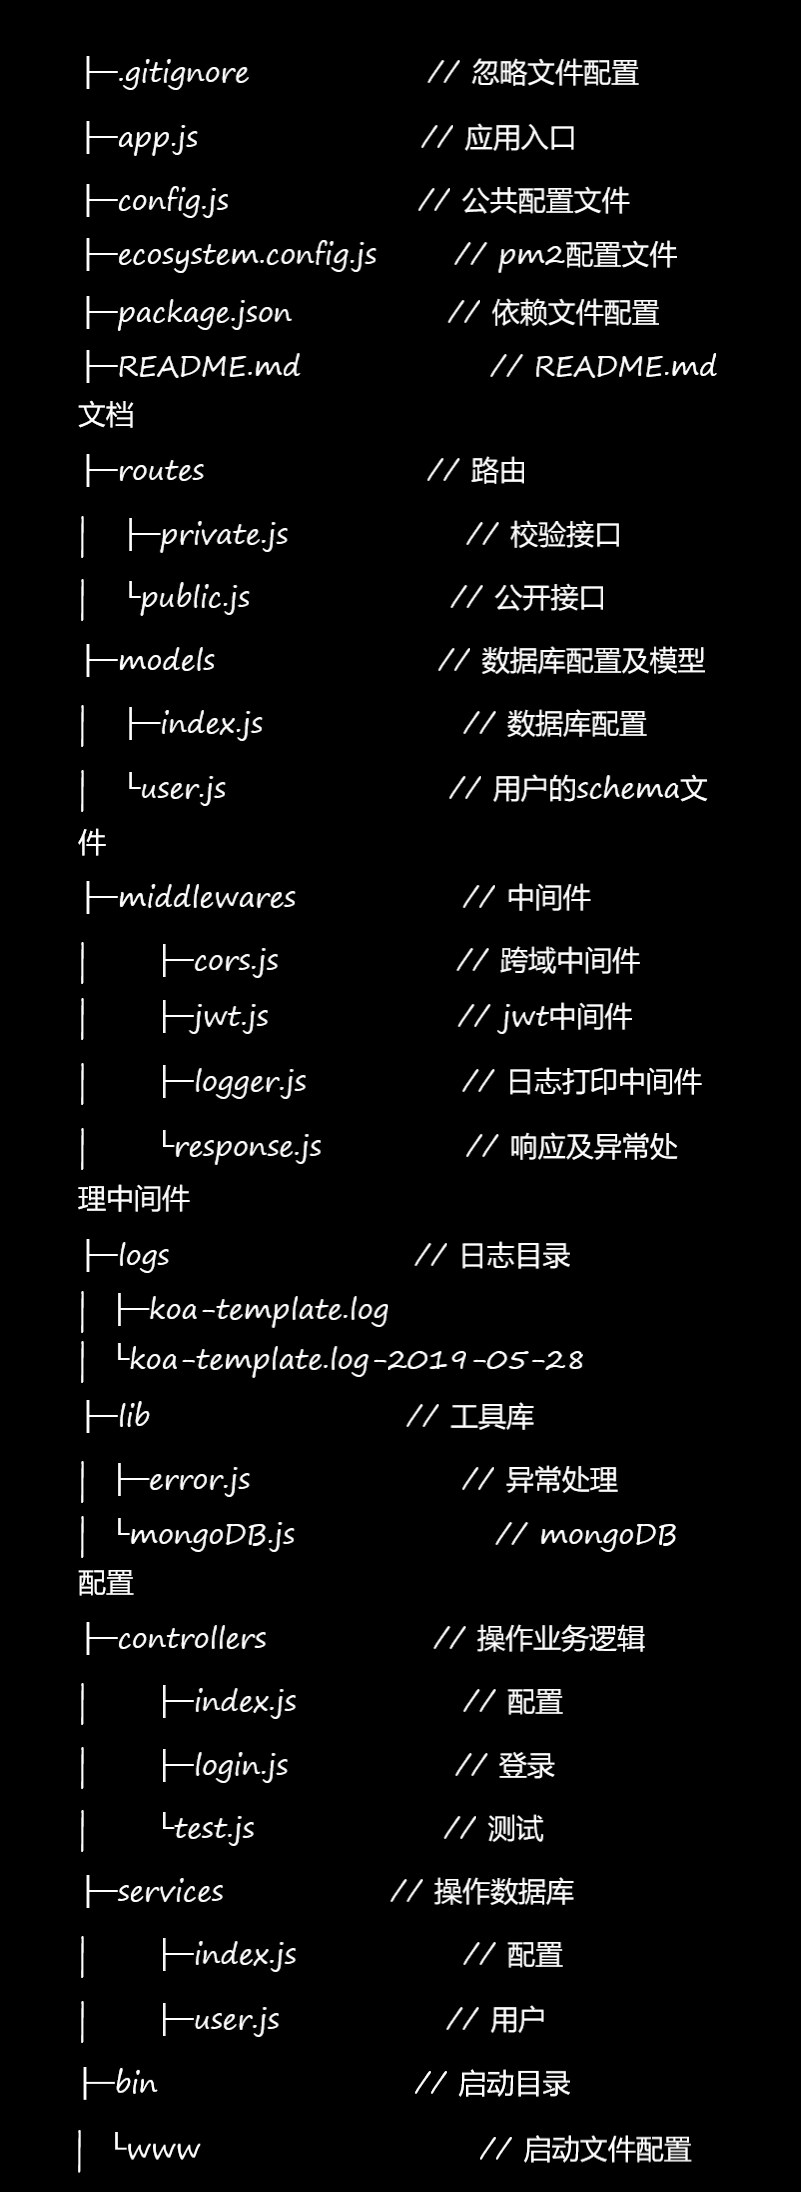 ├─.gitignore // 忽略文件配置
├─app.js // 应用入口
├─config.js // 公共配置文件
├─ecosystem.config.js // pm2配置文件
├─package.json // 依赖文件配置
├─README.md // README.md
文档
├─routes // 路由
│ ├─private.js // 校验接口
│ └public.js // 公开接口
├─models // 数据库配置及模型
│ ├─index.js // 数据库配置
│ └user.js // 用户的schema文
件
├─middlewares // 中间件
│ ├─cors.js // 跨域中间件
│ ├─jwt.js // jwt中间件
│ ├─logger.js // 日志打印中间件
│ └response.js // 响应及异常处
理中间件
├─logs // 日志目录
│ ├─koa-template.log
│ └koa-template.log-2019-05-28
├─lib // 工具库
│ ├─error.js // 异常处理
│ └mongoDB.js // mongoDB
配置
├─controllers // 操作业务逻辑
│ ├─index.js // 配置
│ ├─login.js // 登录
│ └test.js // 测试
├─services // 操作数据库
│ ├─index.js // 配置
│ ├─user.js // 用户
├─bin // 启动目录
│ └www // 启动文件配置